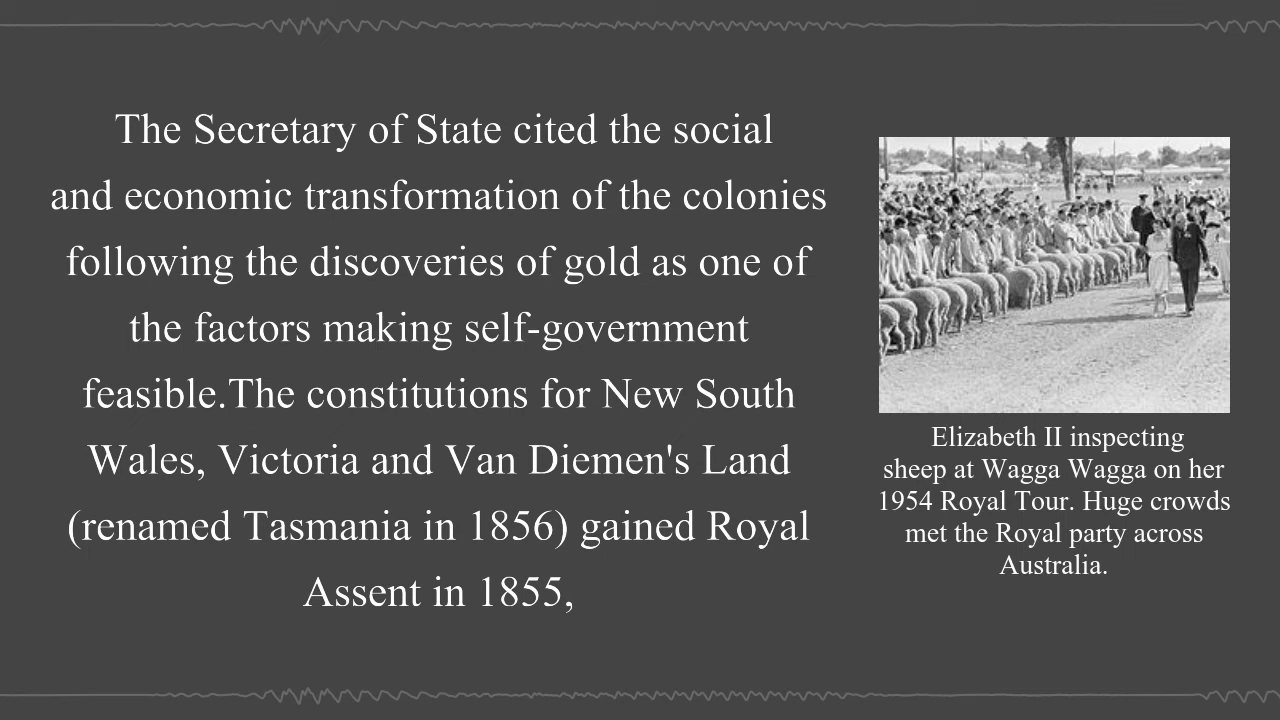 The Secretary of State cited the social
and economic transformation of the colonies
following the discoveries of gold as one of
the factors making self-government
feasible.The constitutions for New South
Wales, Victoria and Van Diemen's Land
(renamed Tasmania in 1856) gained Royal
Assent in 1855,
Elizabeth II inspecting
sheep at Wagga Wagga on her
1954 Royal Tour. Huge crowds
met the Royal party across
Australia.